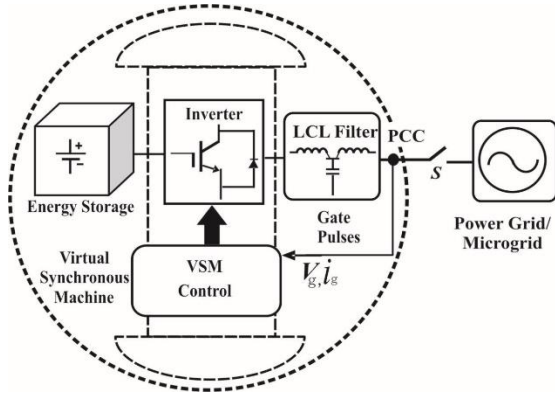 Inverter
LCL Filter
PCC
S
Energy Storage
Gate
Pulses
Power Grid/
Microgrid
Virtual
Synchronous
Machine
VSM
Control
Vg,ig